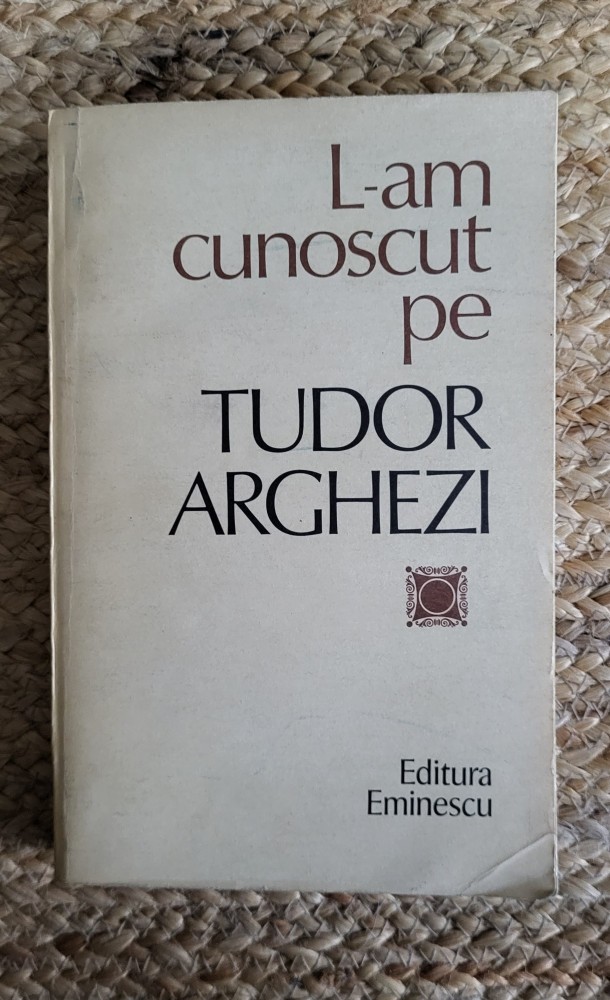 L-am
cunoscut
pe
TUDOR
ARGHEZI
Editura
Eminescu